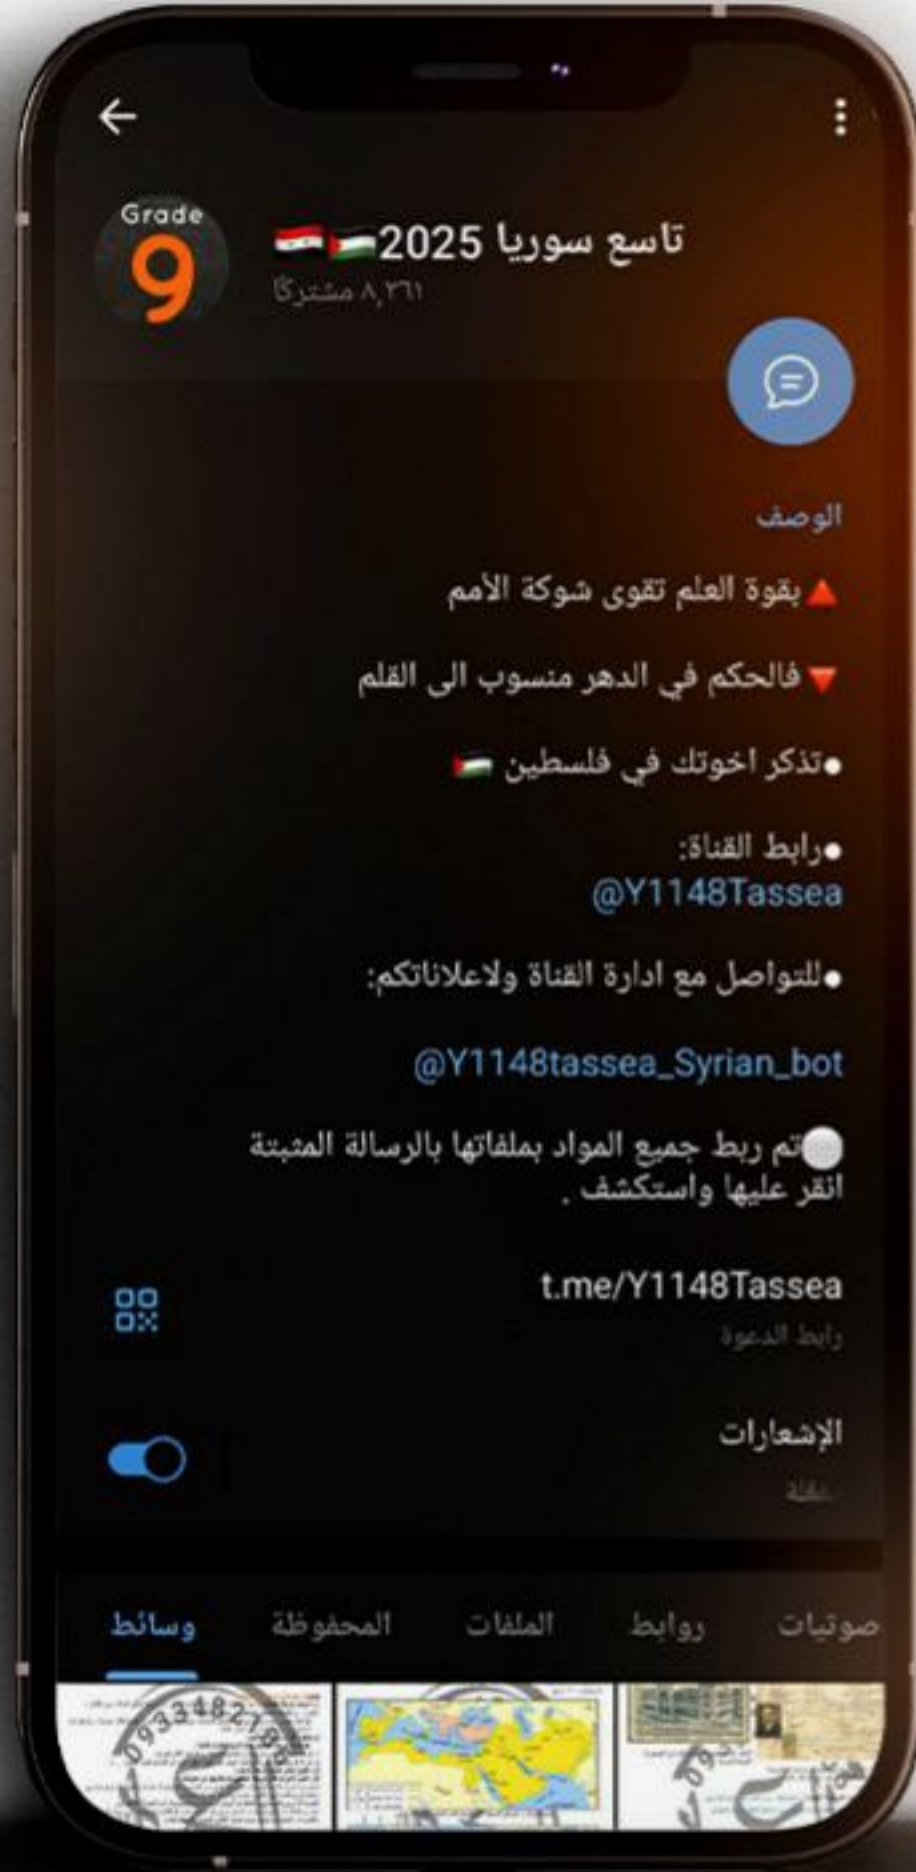 Grade
9
تاسع سوريا 2025🇵🇸🇸🇾
٨,٣٦١ مشتركًا
الوصف
🔺بقوة العلم تقوى شوكة الأمم
🔻فالحكم في الدهر منسوب الى القلم
●تذكر اخوتك في فلسطين 🇵🇸
●رابط القناة:
@Y1148Tassea
●للتواصل مع ادارة القناة ولاعلاناتكم:
@Y1148tassea_Syrian_bot
⚪تم ربط جميع المواد بملفاتها بالرسالة المثبتة
انقر عليها واستكشف .
t.me/Y1148Tassea
رابط الدعوة
الإشعارات
صوتيات
روابط
الملفات
المحفوظة
وسائط